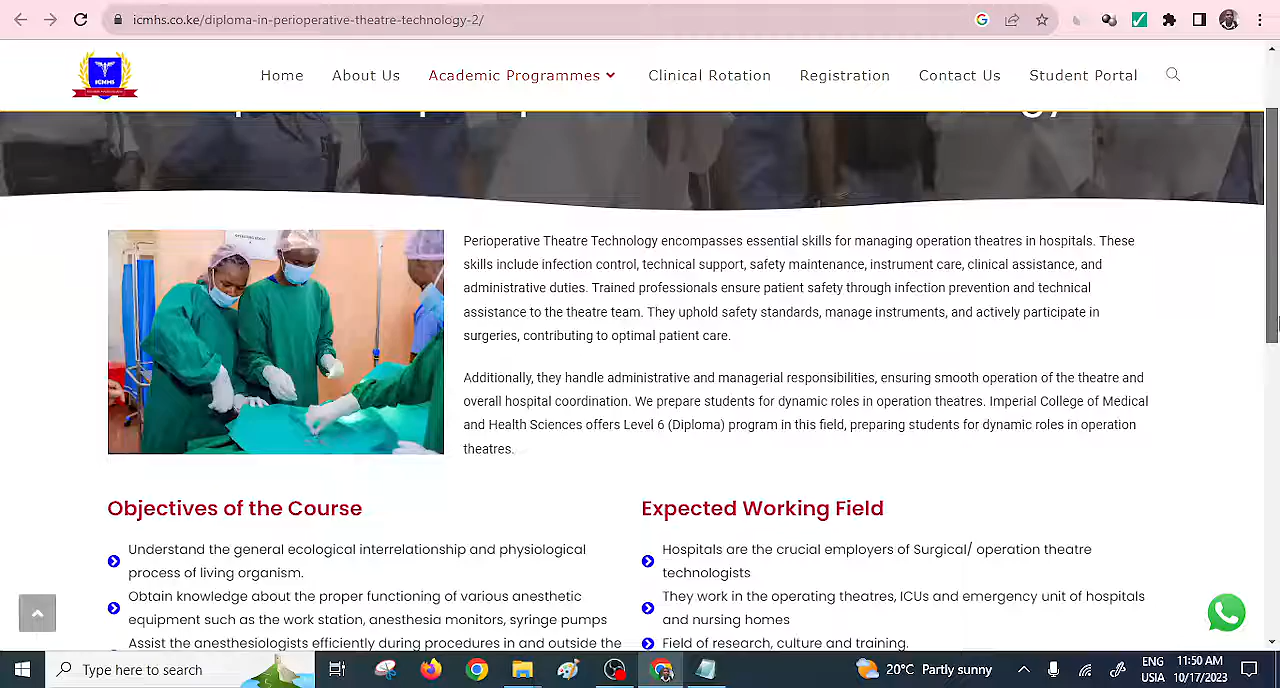 icmhs.co.ke/diploma-in-perioperative-theatre-technology-2/
ICMHS
Home About Us Academic Programmes Clinical Rotation Registration Contact Us Student Portal
Perioperative Theatre Technology encompasses essential skills for managing operation theatres in hospitals. These
skills include infection control, technical support, safety maintenance, instrument care, clinical assistance, and
administrative duties. Trained professionals ensure patient safety through infection prevention and technical
assistance to the theatre team. They uphold safety standards, manage instruments, and actively participate in
surgeries, contributing to optimal patient care.
Additionally, they handle administrative and managerial responsibilities, ensuring smooth operation of the theatre and
overall hospital coordination. We prepare students for dynamic roles in operation theatres. Imperial College of Medical
and Health Sciences offers Level 6 (Diploma) program in this field, preparing students for dynamic roles in operation
theatres.
Objectives of the Course
Understand the general ecological interrelationship and physiological
process of living organism.
Obtain knowledge about the proper functioning of various anesthetic
equipment such as the work station, anesthesia monitors, syringe pumps
Assist the anesthesiologists efficiently during procedures in and outside the
Expected Working Field
Hospitals are the crucial employers of Surgical/ operation theatre
technologists
They work in the operating theatres, ICUs and emergency unit of hospitals
and nursing homes
Field of research, culture and training.
Type here to search
20°C Partly sunny
ENG
USIA
11:50 AM
10/17/2023